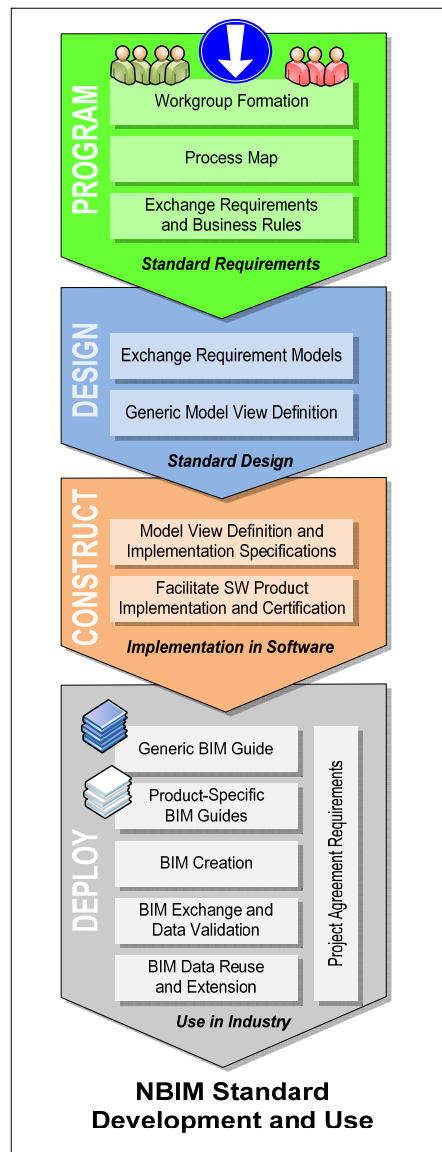 PROGRAM
Workgroup Formation
Process Map
Exchange Requirements
and Business Rules
Standard Requirements
DESIGN
Exchange Requirement Models
Generic Model View Definition
Standard Design
CONSTRUCT
Model View Definition and
Implementation Specifications
Facilitate SW Product
Implementation and Certification
Implementation in Software
DEPLOY
Generic BIM Guide
Product-Specific
BIM Guides
BIM Creation
BIM Exchange and
Data Validation
BIM Data Reuse
and Extension
Project Agreement Requirements
Use in Industry
NBIM Standard
Development and Use